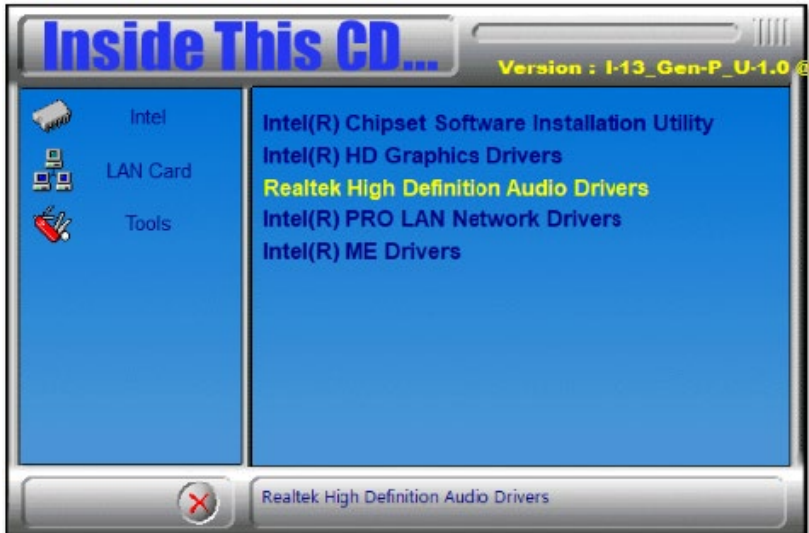 Inside This CD...
Version : I-13_Gen-P_U-1.0 @
Intel
LAN Card
Tools
Intel(R) Chipset Software Installation Utility
Intel(R) HD Graphics Drivers
Realtek High Definition Audio Drivers
Intel(R) PRO LAN Network Drivers
Intel(R) ME Drivers
Realtek High Definition Audio Drivers